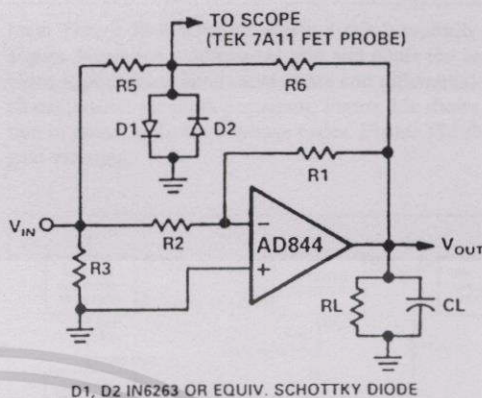 TO SCOPE
(TEK 7A11 FET PROBE)
R5
R6
D1
D2
R1
VIN
R2
−
AD844
+
VOUT
R3
RL
CL
D1, D2 IN6263 OR EQUIV. SCHOTTKY DIODE